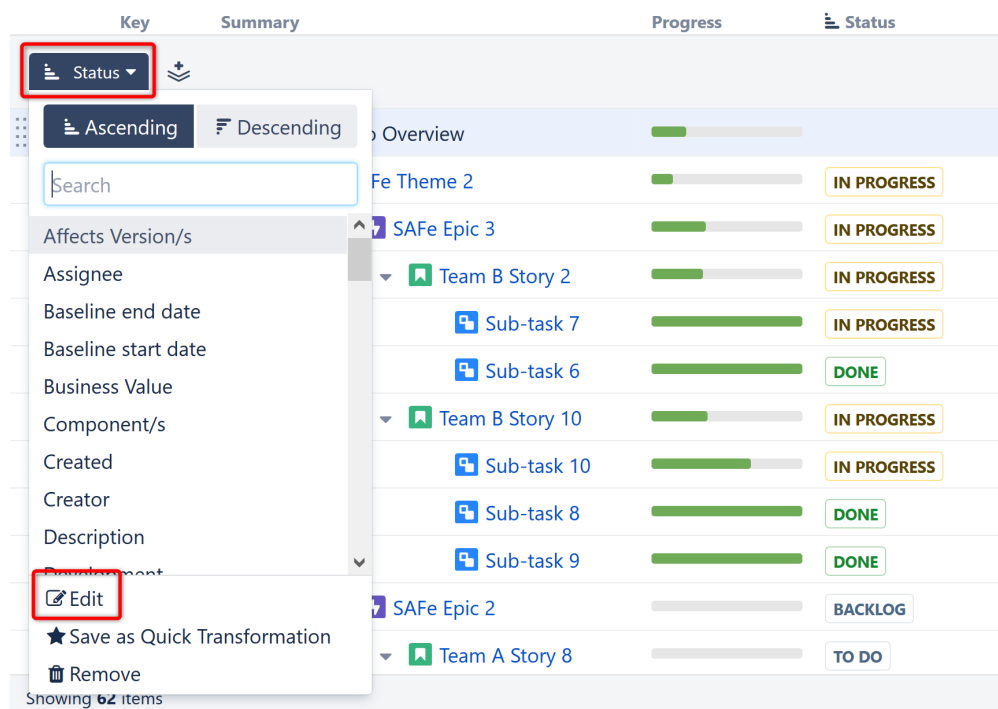 Key Summary Progress Status
Status
Ascending Descending
Overview
Search
Fe Theme 2 IN PROGRESS
Affects Version/s
SAFe Epic 3 IN PROGRESS
Assignee
Team B Story 2 IN PROGRESS
Baseline end date
Sub-task 7 IN PROGRESS
Baseline start date
Sub-task 6 DONE
Business Value
Component/s
Team B Story 10 IN PROGRESS
Created
Sub-task 10 IN PROGRESS
Creator
Sub-task 8 DONE
Description
Sub-task 9 DONE
Development
Edit
SAFe Epic 2 BACKLOG
Save as Quick Transformation
Team A Story 8 TO DO
Remove
Showing 62 items